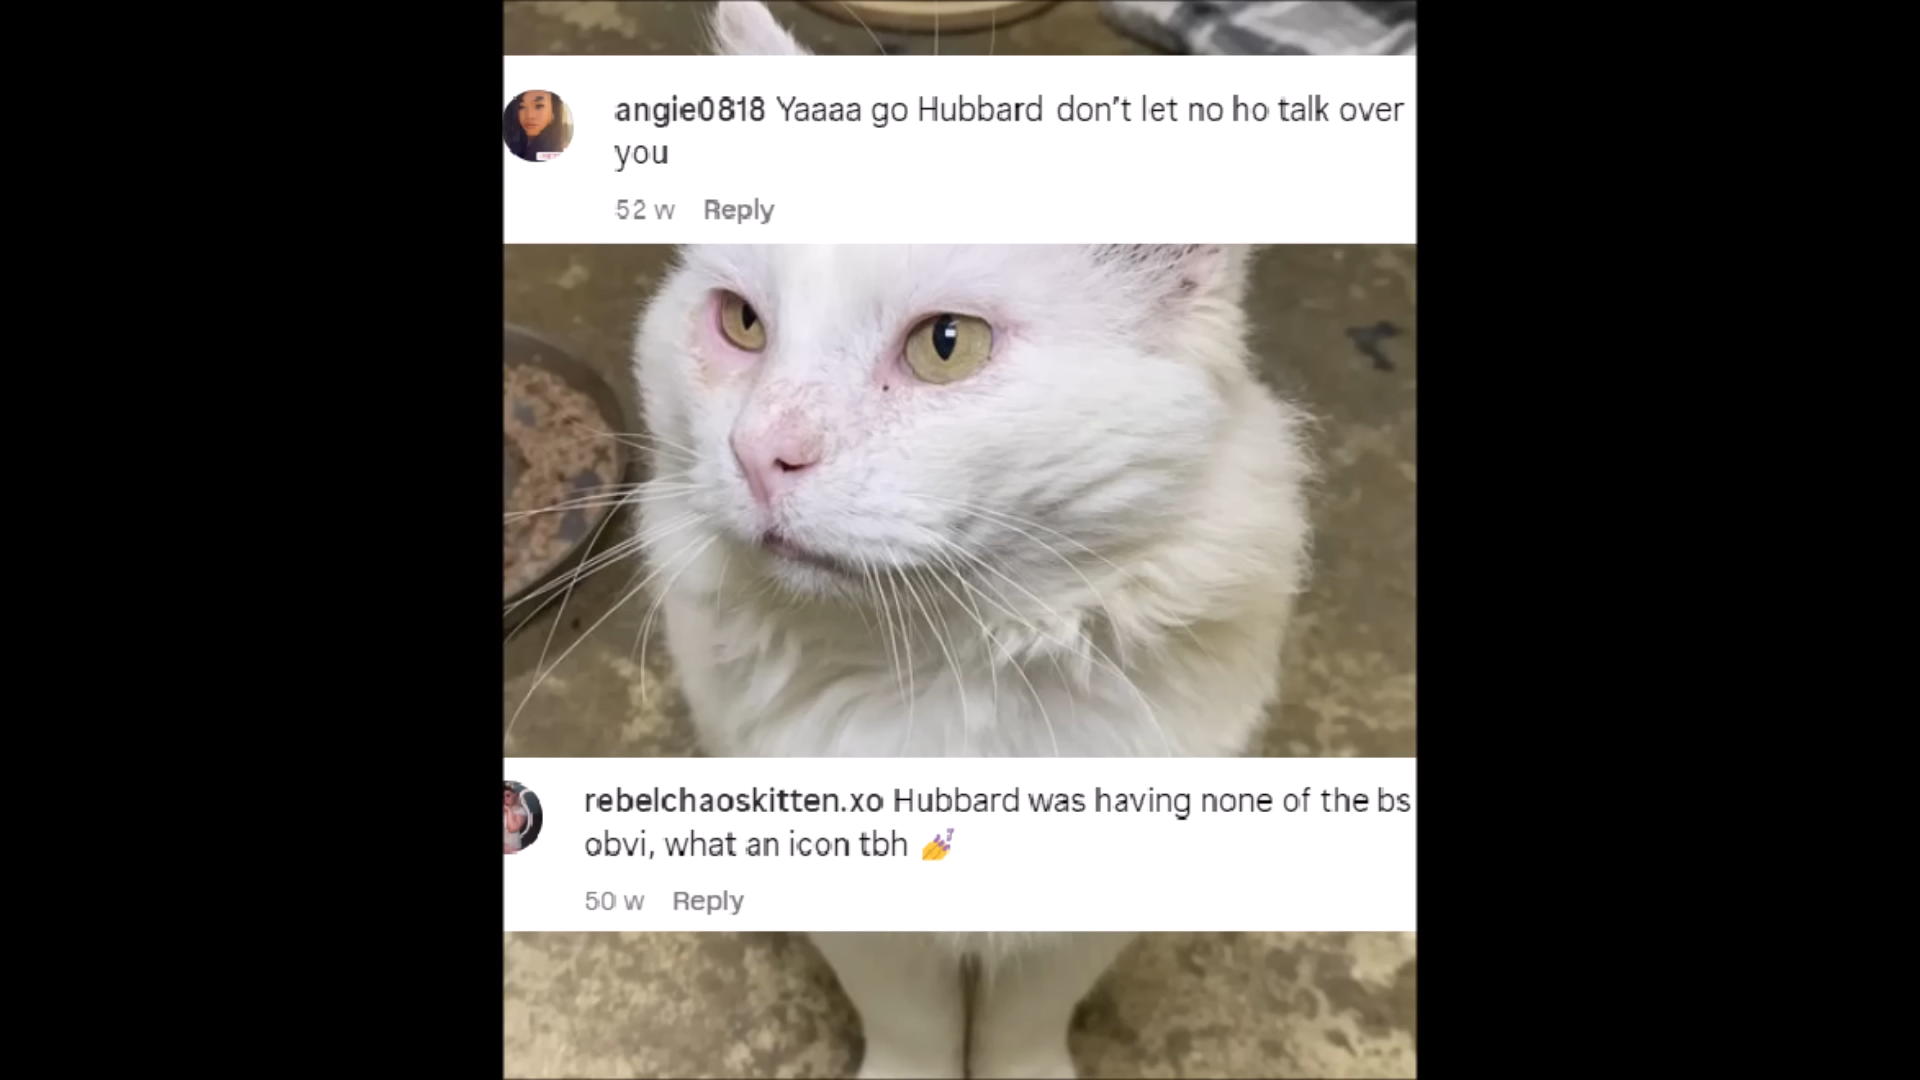 angie0818 Yaaaa go Hubbard don't let no ho talk over
you
52 w Reply
rebelchaoskitten.xo Hubbard was having none of the bs
obvi, what an icon tbh 💅
50 w Reply